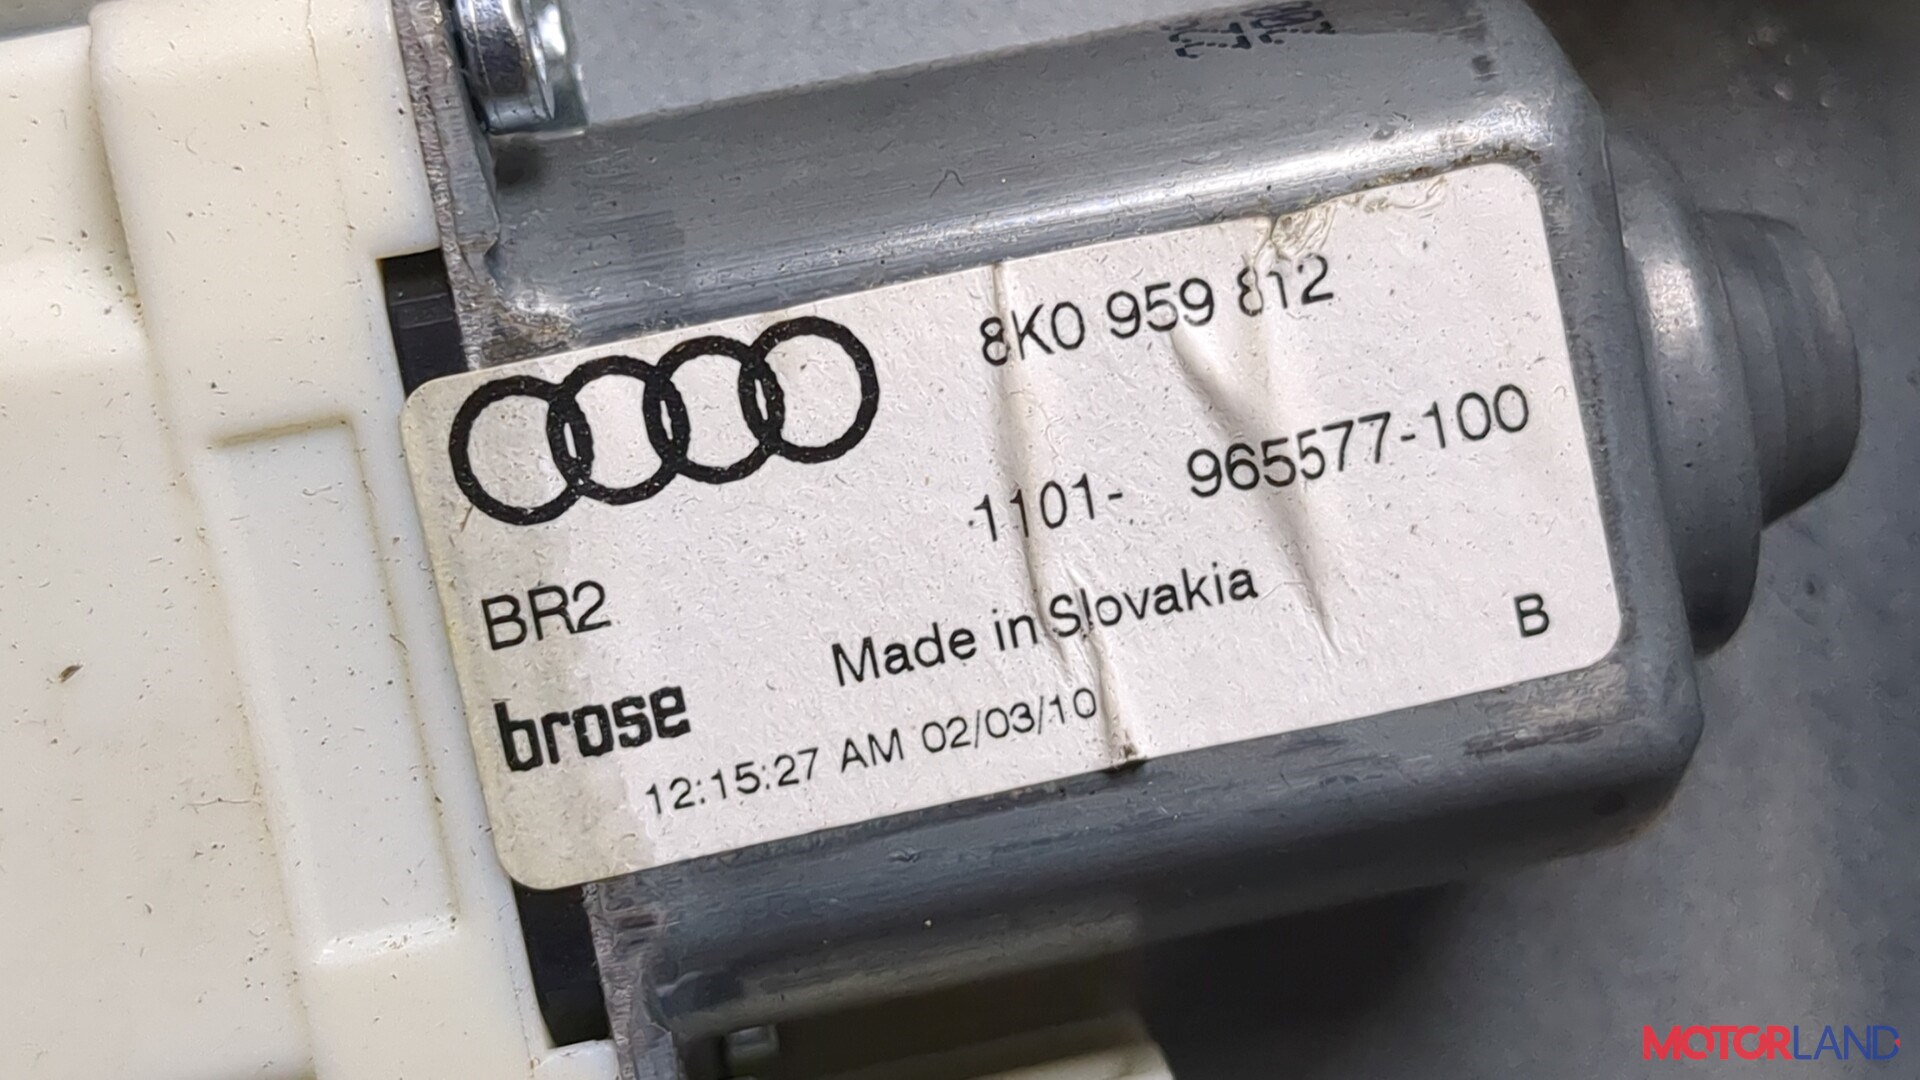 8K0 959 812
1101- 965577-100
BR2
Made in Slovakia
B
brose
12:15:27 AM 02/03/10
MOTORLAND